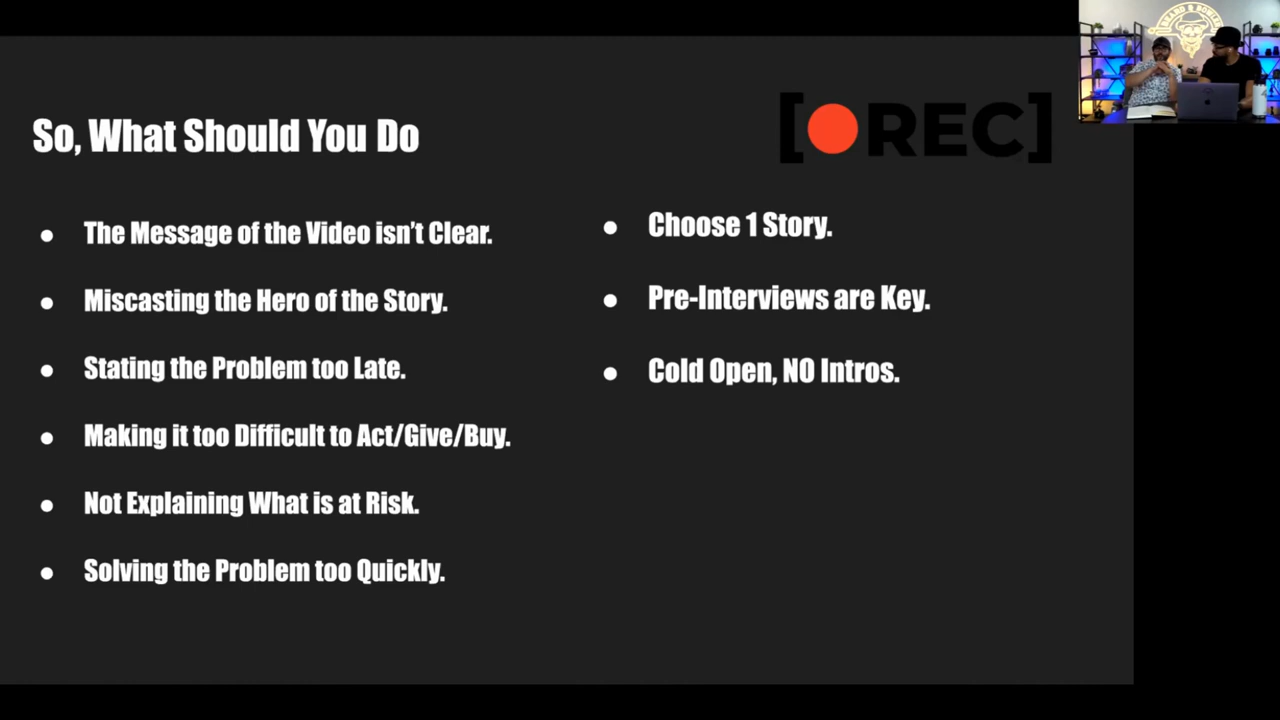 So, What Should You Do
[REC]
BEARD & BOWLER
The Message of the Video isn't Clear.
Miscasting the Hero of the Story.
Stating the Problem too Late.
Making it too Difficult to Act/Give/Buy.
Not Explaining What is at Risk.
Solving the Problem too Quickly.
Choose 1 Story.
Pre-Interviews are Key.
Cold Open, NO Intros.